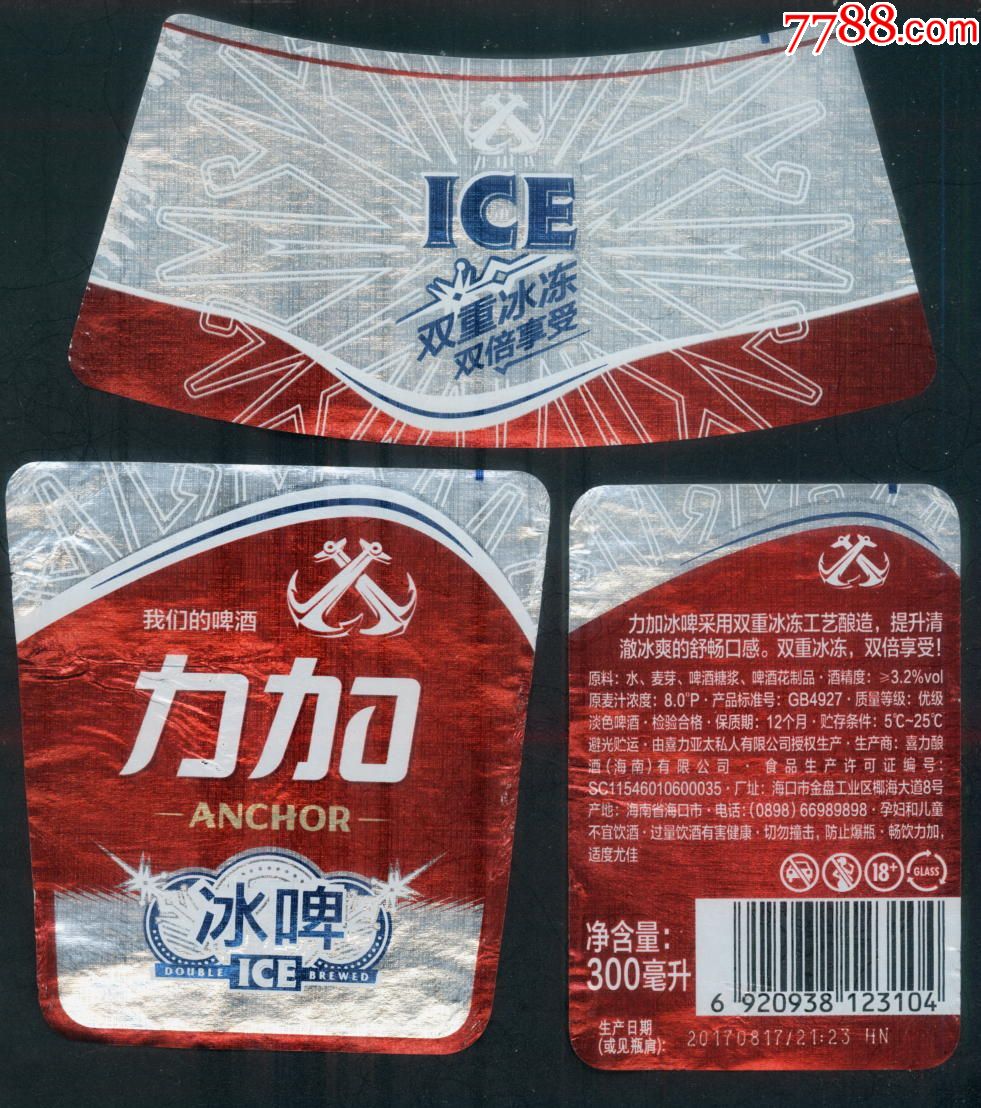 7788.com
ICE
双重冰冻
双倍享受
我们的啤酒
力加
ANCHOR
冰啤
DOUBLE ICE BREWED
力加冰啤采用双重冰冻工艺酿造，提升清
澈冰爽的舒畅口感。双重冰冻，双倍享受!
原料：水、麦芽、啤酒糖浆、啤酒花制品·酒精度：≥3.2%vol
原麦汁浓度：8.0°P·产品标准号：GB4927·质量等级：优级
淡色啤酒·检验合格·保质期：12个月·贮存条件：5℃~25℃
避光贮运·由喜力亚太私人有限公司授权生产·生产商：喜力酿
酒(海南)有限公司·食品生产许可证编号：
SC11546010600035·厂址：海口市金盘工业区椰海大道8号
产地：海南省海口市·电话：(0898) 66989898·孕妇和儿童
不宜饮酒·过量饮酒有害健康·切勿撞击，防止爆瓶·畅饮力加，
适度尤佳
18+ GLASS
净含量：
300毫升
6 920938 123104
生产日期
(或见瓶肩)：
20170817/21:23 HN